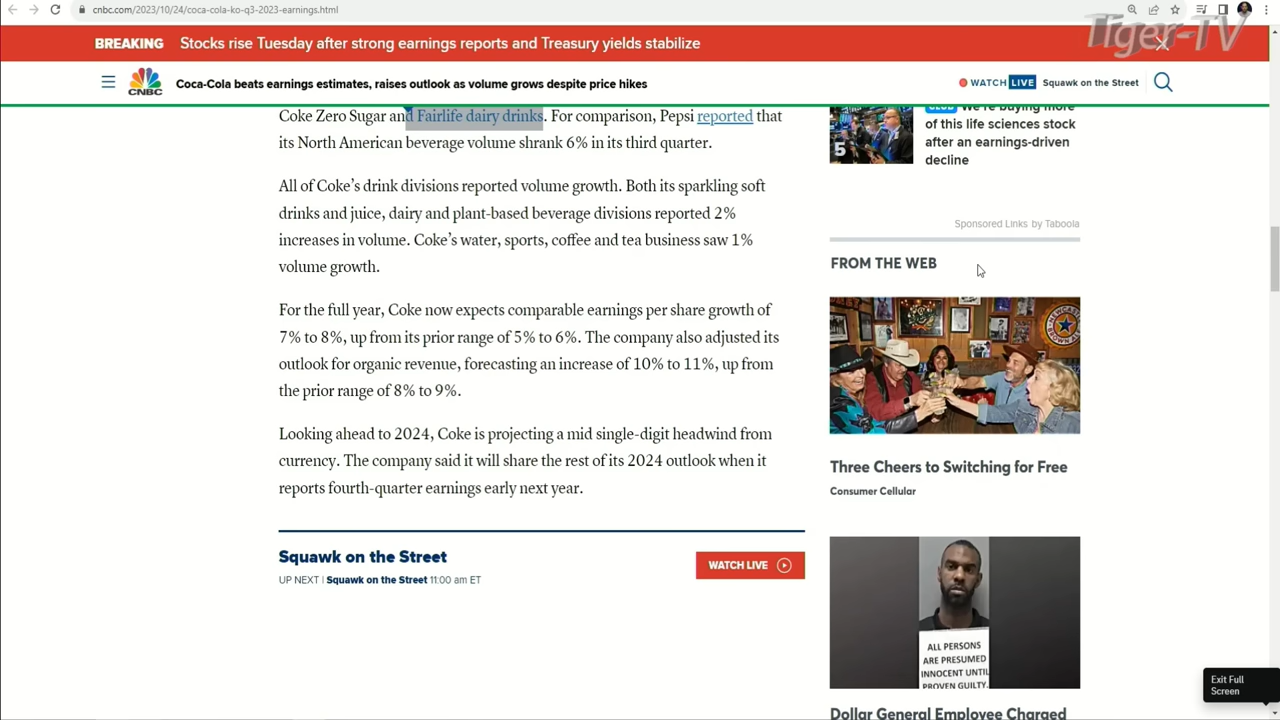 cnbc.com/2023/10/24/coca-cola-ko-q3-2023-earnings.html
Tiger-TV
BREAKING Stocks rise Tuesday after strong earnings reports and Treasury yields stabilize
CNBC
Coca-Cola beats earnings estimates, raises outlook as volume grows despite price hikes
WATCH LIVE Squawk on the Street
Coke Zero Sugar and Fairlife dairy drinks. For comparison, Pepsi reported that
its North American beverage volume shrank 6% in its third quarter.
All of Coke's drink divisions reported volume growth. Both its sparkling soft
drinks and juice, dairy and plant-based beverage divisions reported 2%
increases in volume. Coke's water, sports, coffee and tea business saw 1%
volume growth.
For the full year, Coke now expects comparable earnings per share growth of
7% to 8%, up from its prior range of 5% to 6%. The company also adjusted its
outlook for organic revenue, forecasting an increase of 10% to 11%, up from
the prior range of 8% to 9%.
Looking ahead to 2024, Coke is projecting a mid single-digit headwind from
currency. The company said it will share the rest of its 2024 outlook when it
reports fourth-quarter earnings early next year.
Squawk on the Street
UP NEXT | Squawk on the Street 11:00 am ET
WATCH LIVE
5
CLUB We're buying more
of this life sciences stock
after an earnings-driven
decline
Sponsored Links by Taboola
FROM THE WEB
Three Cheers to Switching for Free
Consumer Cellular
ALL PERSONS
ARE PRESUMED
INNOCENT UNTIL
PROVEN GUILTY.
Dollar General Employee Charged
Exit Full
Screen